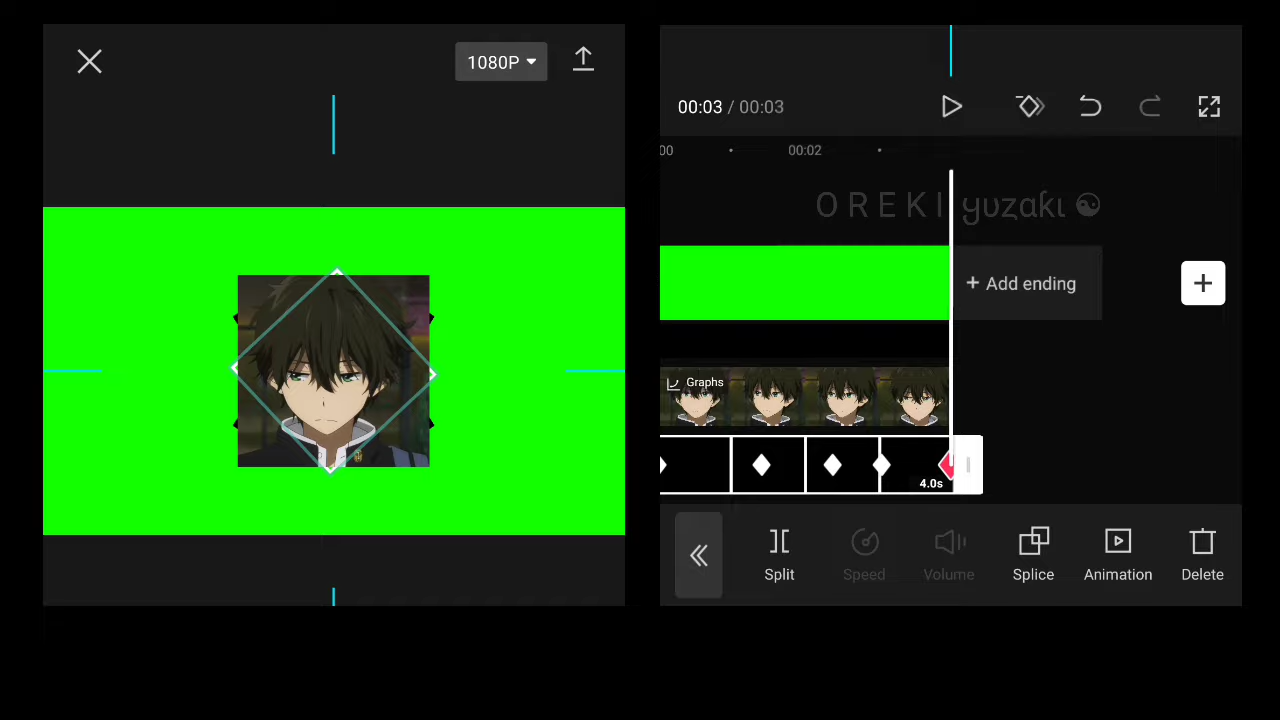 1080P
00:03 / 00:03
00
00:02
O R E K I yυzakι
+ Add ending
Graphs
4.0s
Split
Speed
Volume
Splice
Animation
Delete